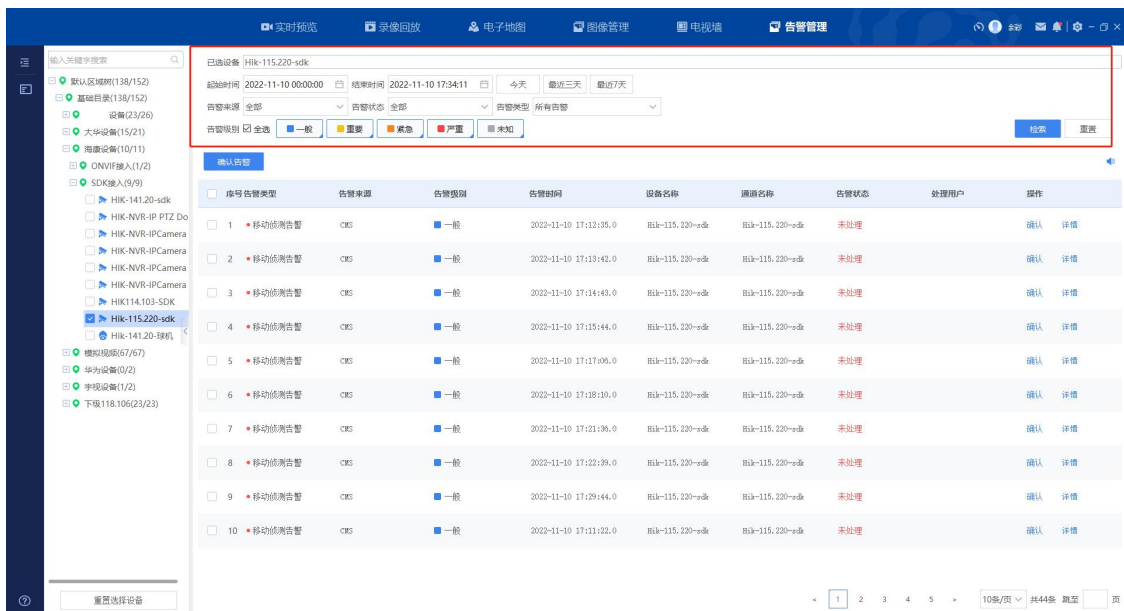 实时预览 录像回放 电子地图 图像管理 电视墙 告警管理
输入关键字搜索
默认区域树(138/152)
基础目录(138/152)
设备(23/26)
大华设备(15/21)
海康设备(10/11)
ONVIF接入(1/2)
SDK接入(9/9)
HIK-141.20-sdk
HIK-NVR-IP PTZ Do
HIK-NVR-IPCamera
HIK-NVR-IPCamera
HIK-NVR-IPCamera
HIK-NVR-IPCamera
HIK114.103-SDK
Hik-115.220-sdk
Hik-141.20-球机
模拟视频(67/67)
华为设备(0/2)
宇视设备(1/2)
下级118.106(23/23)
重置选择设备
已选设备 Hik-115.220-sdk
起始时间 2022-11-10 00:00:00 结束时间 2022-11-10 17:34:11 今天 最近三天 最近7天
告警来源 全部 告警状态 全部 告警类型 所有告警
告警级别 全选 一般 重要 紧急 严重 未知 检索 重置
确认告警
序号 告警类型 告警来源 告警级别 告警时间 设备名称 通道名称 告警状态 处理用户 操作
1 移动侦测告警 CMS 一般 2022-11-10 17:12:35.0 Hik-115.220-sdk Hik-115.220-sdk 未处理 确认 详情
2 移动侦测告警 CMS 一般 2022-11-10 17:13:42.0 Hik-115.220-sdk Hik-115.220-sdk 未处理 确认 详情
3 移动侦测告警 CMS 一般 2022-11-10 17:14:43.0 Hik-115.220-sdk Hik-115.220-sdk 未处理 确认 详情
4 移动侦测告警 CMS 一般 2022-11-10 17:15:44.0 Hik-115.220-sdk Hik-115.220-sdk 未处理 确认 详情
5 移动侦测告警 CMS 一般 2022-11-10 17:17:06.0 Hik-115.220-sdk Hik-115.220-sdk 未处理 确认 详情
6 移动侦测告警 CMS 一般 2022-11-10 17:18:10.0 Hik-115.220-sdk Hik-115.220-sdk 未处理 确认 详情
7 移动侦测告警 CMS 一般 2022-11-10 17:21:36.0 Hik-115.220-sdk Hik-115.220-sdk 未处理 确认 详情
8 移动侦测告警 CMS 一般 2022-11-10 17:22:39.0 Hik-115.220-sdk Hik-115.220-sdk 未处理 确认 详情
9 移动侦测告警 CMS 一般 2022-11-10 17:29:44.0 Hik-115.220-sdk Hik-115.220-sdk 未处理 确认 详情
10 移动侦测告警 CMS 一般 2022-11-10 17:11:22.0 Hik-115.220-sdk Hik-115.220-sdk 未处理 确认 详情
< 1 2 3 4 5 > 10条/页 共44条 跳至 页